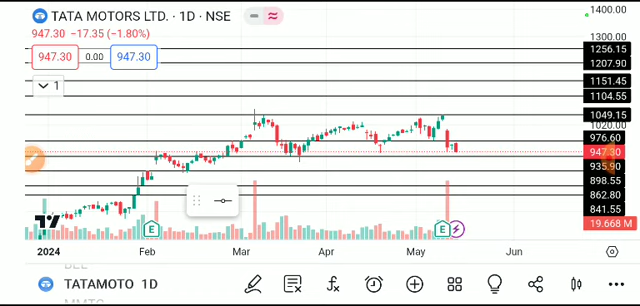 TATA MOTORS LTD. · 1D · NSE
947.30 −17.35 (−1.80%)
947.30 0.00 947.30
1
1400.00
1300.00
1256.15
1207.90
1151.45
1104.55
1049.15
1020.00
976.60
947.30
935.90
898.55
862.80
841.55
19.668 M
E E
2024 Feb Mar Apr May Jun
TATAMOTO 1D